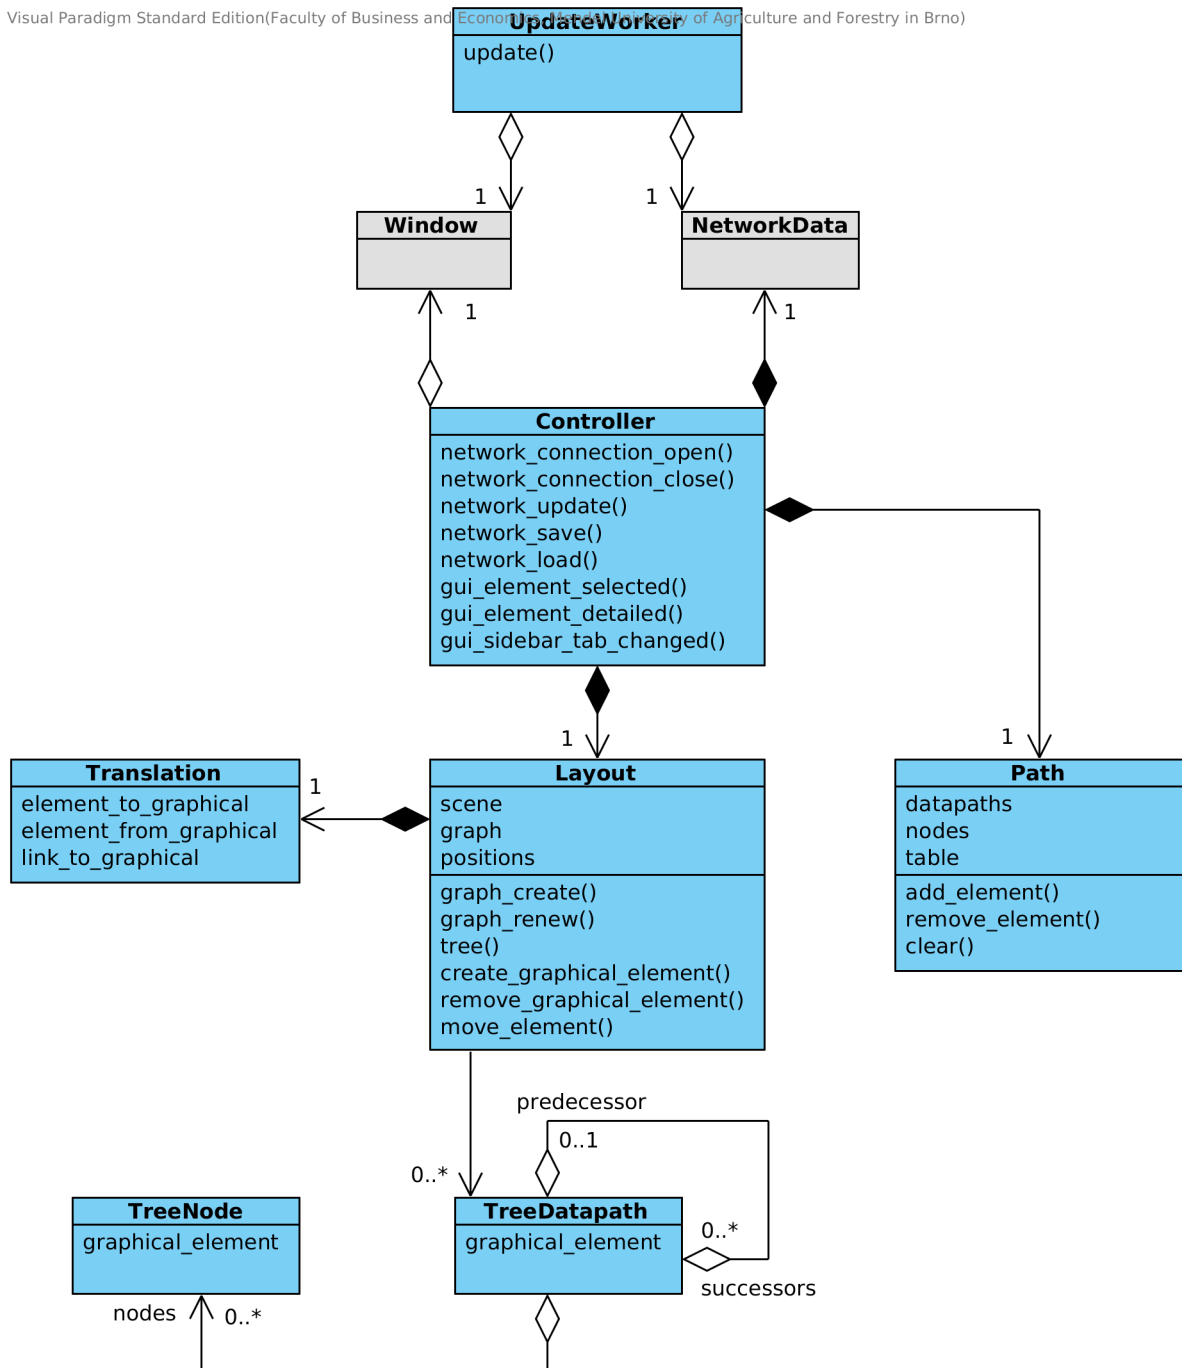 Visual Paradigm Standard Edition(Faculty of Business and Economics, Mendel University of Agriculture and Forestry in Brno)
UpdateWorker
update()
1
1
Window
NetworkData
1
1
Controller
network_connection_open()
network_connection_close()
network_update()
network_save()
network_load()
gui_element_selected()
gui_element_detailed()
gui_sidebar_tab_changed()
1
1
Translation
element_to_graphical
element_from_graphical
link_to_graphical
1
Layout
scene
graph
positions
graph_create()
graph_renew()
tree()
create_graphical_element()
remove_graphical_element()
move_element()
Path
datapaths
nodes
table
add_element()
remove_element()
clear()
predecessor
0..1
0..*
TreeNode
graphical_element
TreeDatapath
graphical_element
0..*
successors
nodes
0..*